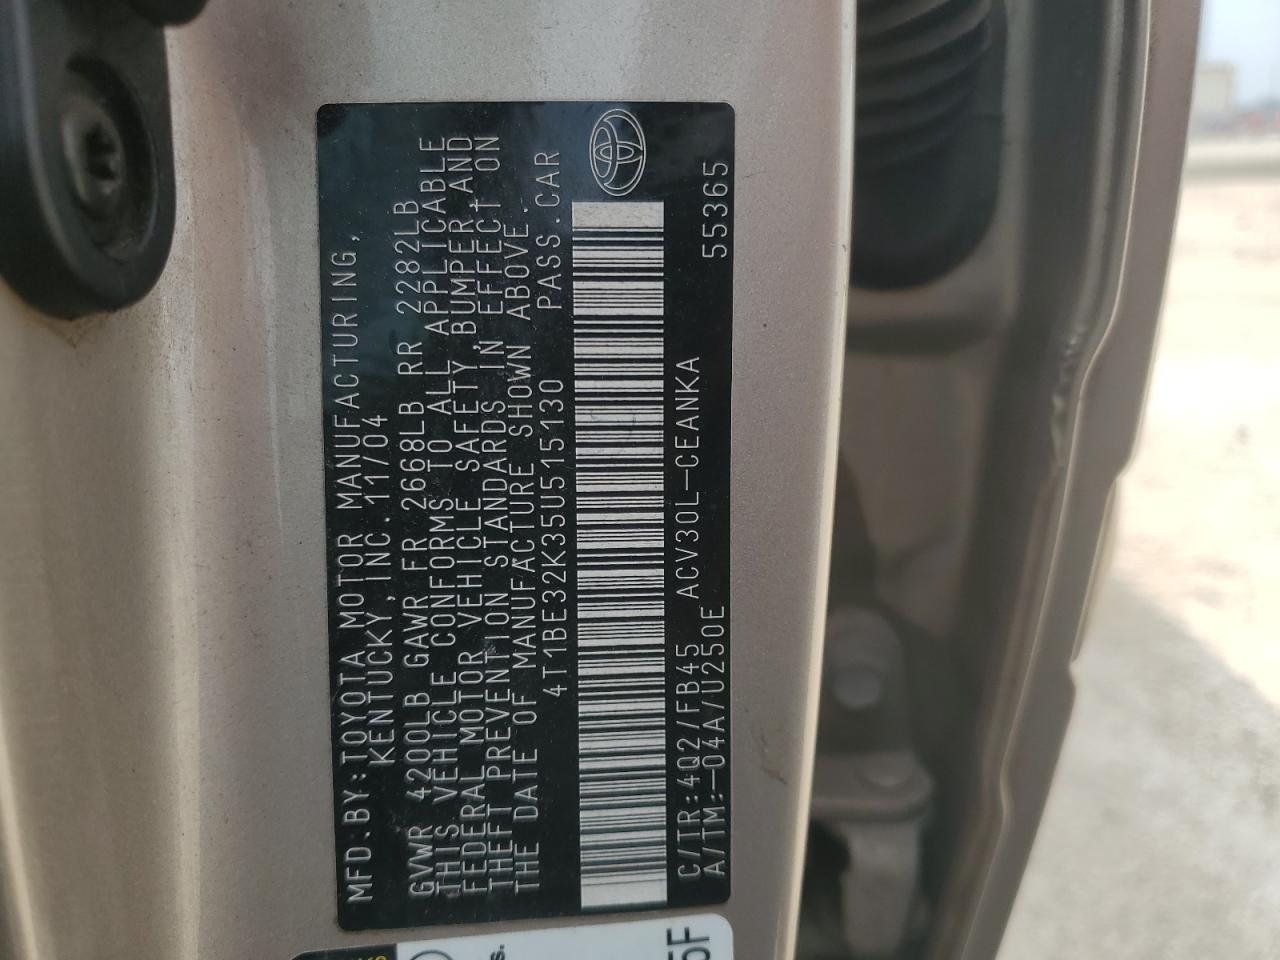 MFD.BY:TOYOTA MOTOR MANUFACTURING,
KENTUCKY,INC.11/04
GVWR 4200LB GAWR FR 2668LB RR 2282LB
THIS VEHICLE CONFORMS TO ALL APPLICABLE
FEDERAL MOTOR VEHICLE SAFETY,BUMPER,AND
THEFT PREVENTION STANDARDS IN EFFECT ON
THE DATE OF MANUFACTURE SHOWN ABOVE.
4T1BE32K35U515130 PASS.CAR
C/TR:4Q2/FB45 ACV30L-CEANKA
A/TM:-04A/U250E 55365
s.
5F